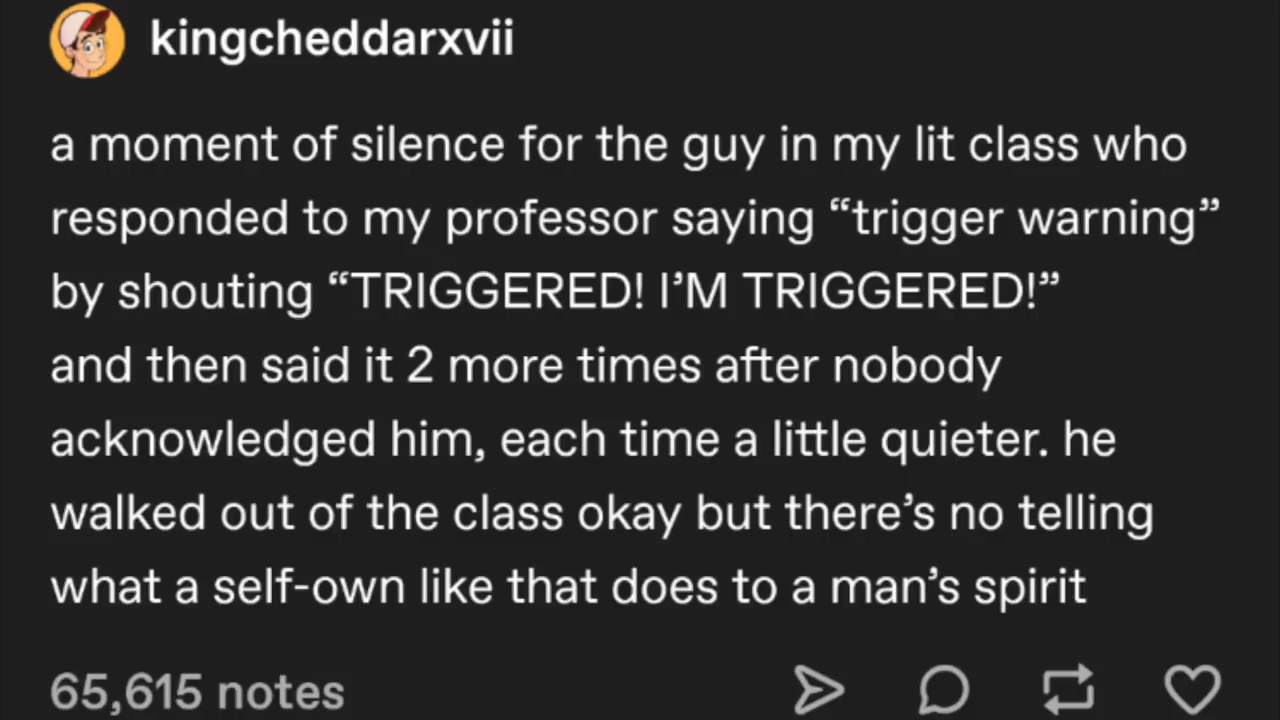 kingcheddarxvii
a moment of silence for the guy in my lit class who
responded to my professor saying “trigger warning”
by shouting “TRIGGERED! I’M TRIGGERED!”
and then said it 2 more times after nobody
acknowledged him, each time a little quieter. he
walked out of the class okay but there’s no telling
what a self-own like that does to a man’s spirit
65,615 notes